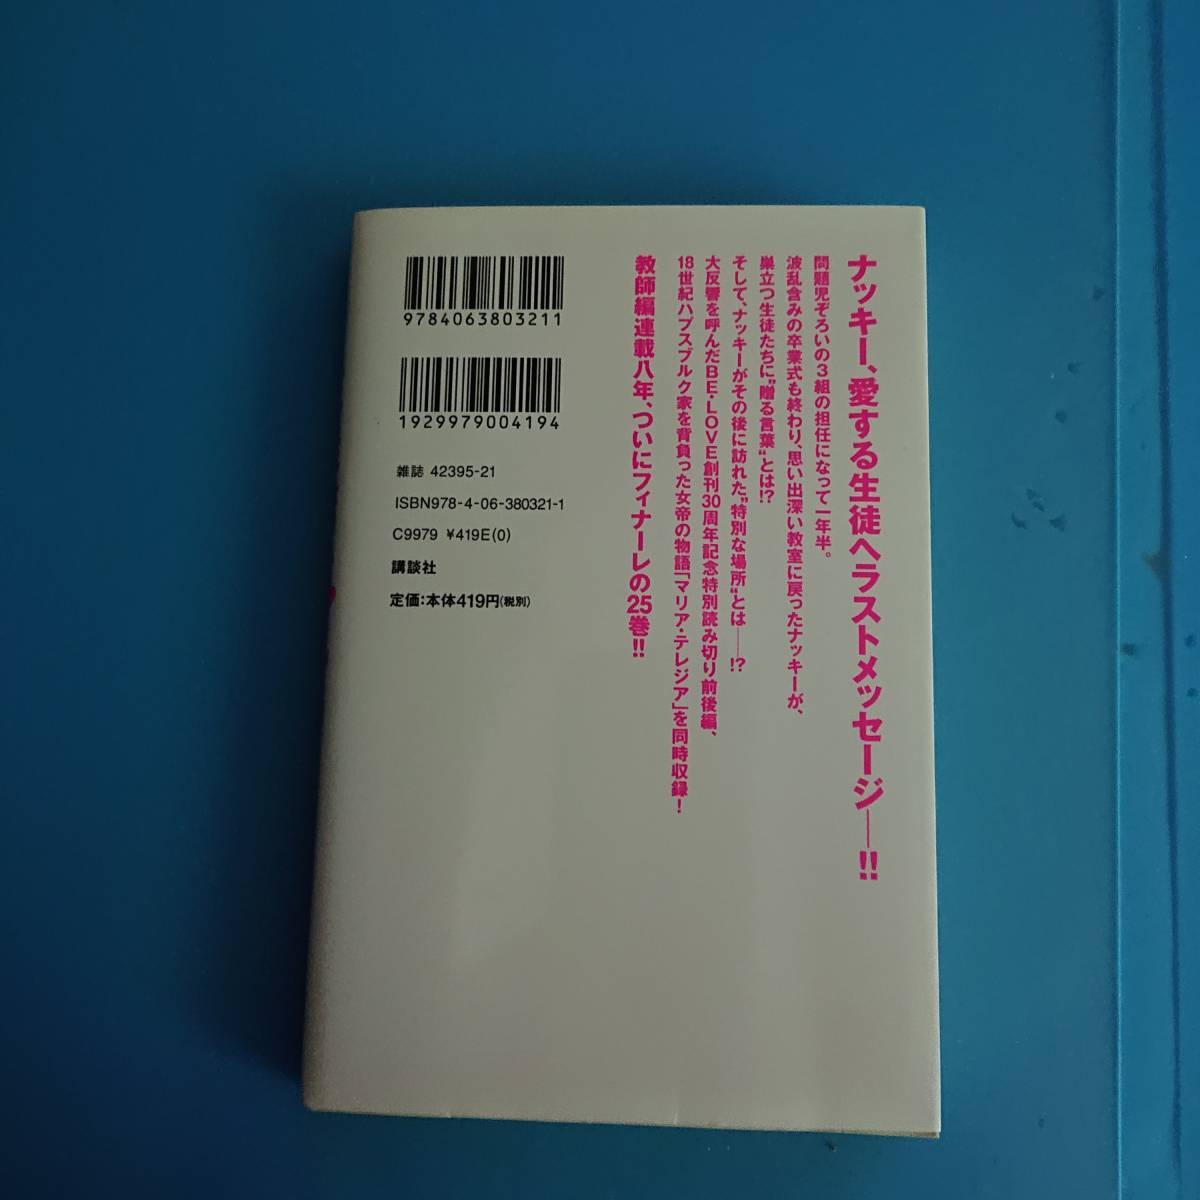 ナッキー、愛する生徒へラストメッセージ――!!
問題児ぞろいの3組の担任になって一年半。
波乱含みの卒業式も終わり、思い出深い教室に戻ったナッキーが、
巣立つ生徒たちに"贈る言葉"とは!?
そして、ナッキーがその後に訪れた"特別な場所"とは――!?
大反響を呼んだBE・LOVE創刊30周年記念特別読み切り前後編、
18世紀ハプスブルク家を背負った女帝の物語「マリア・テレジア」を同時収録!
教師編連載八年、ついにフィナーレの25巻!!
9784063803211
1929979004194
雑誌 42395-21
ISBN978-4-06-380321-1
C9979 ¥419E(0)
講談社
定価:本体419円(税別)